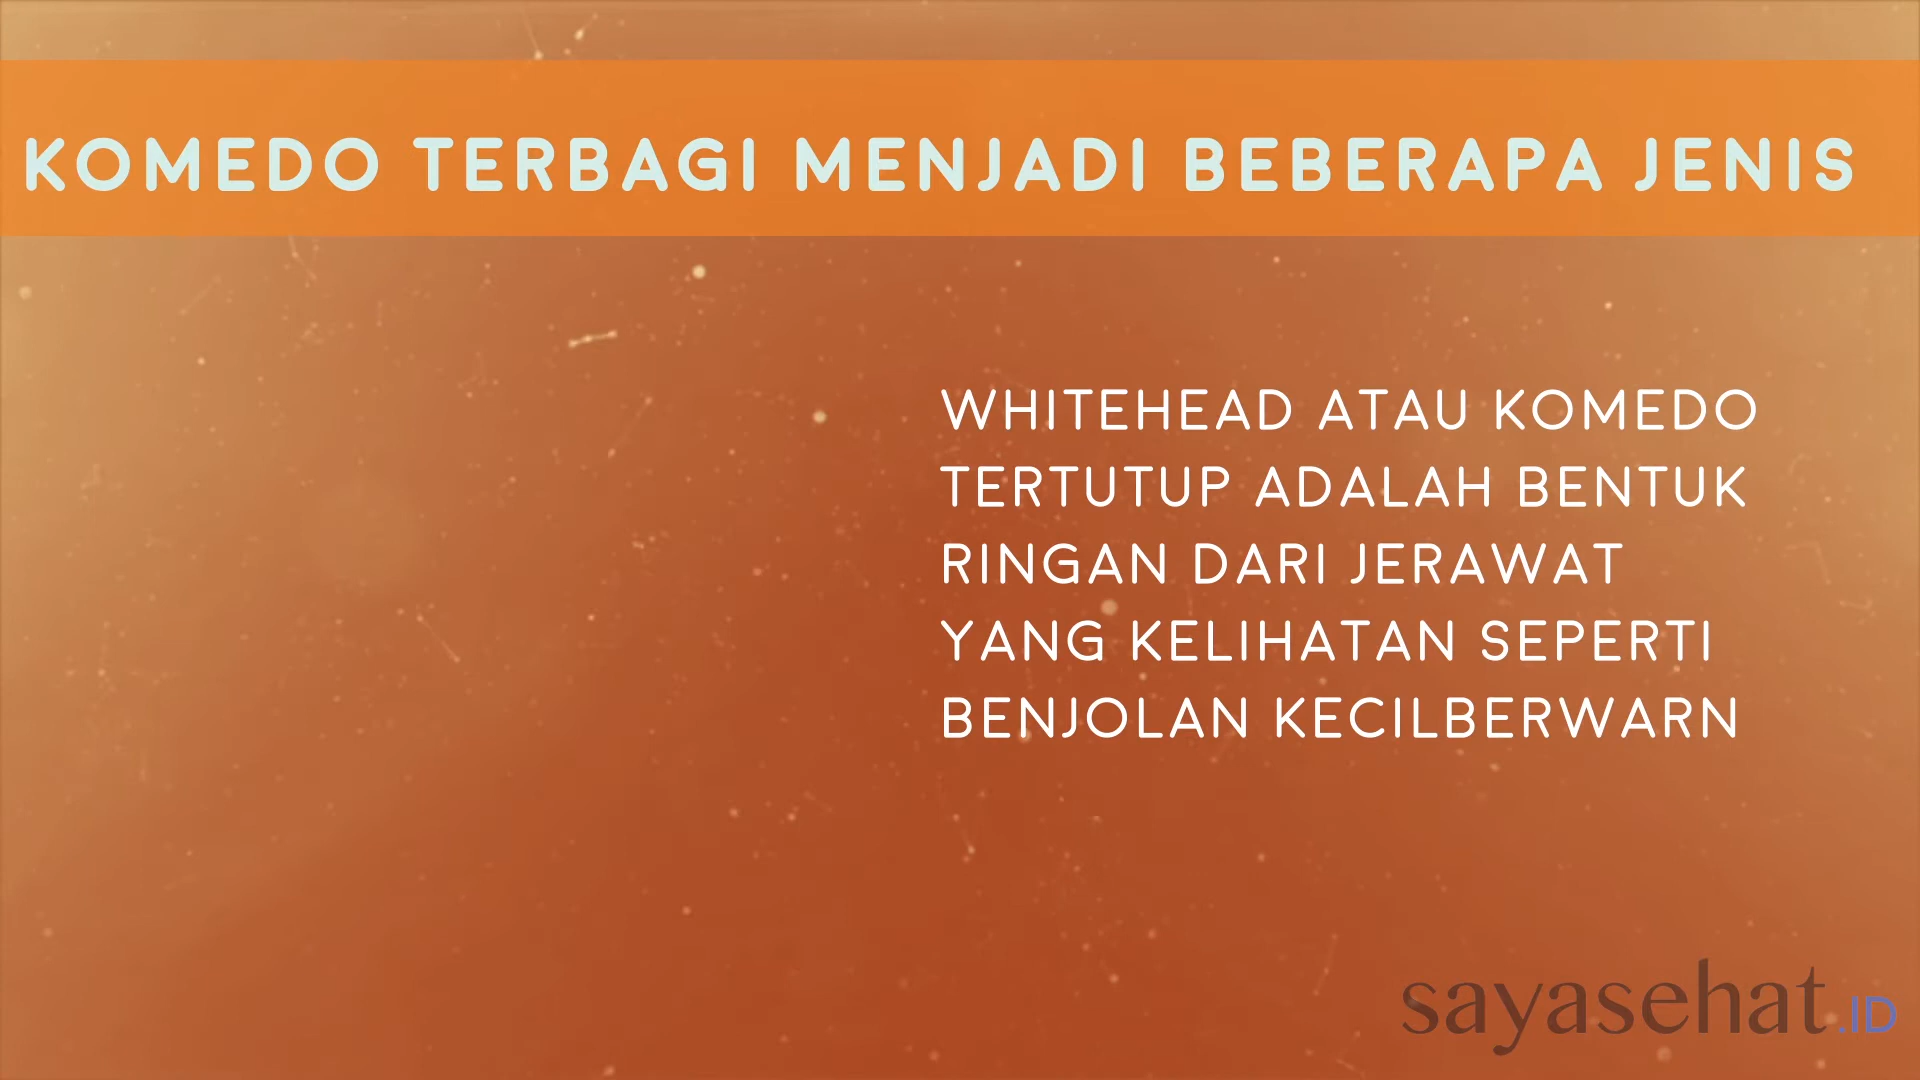 KOMEDO TERBAGI MENJADI BEBERAPA JENIS
WHITEHEAD ATAU KOMEDO
TERTUTUP ADALAH BENTUK
RINGAN DARI JERAWAT
YANG KELIHATAN SEPERTI
BENJOLAN KECILBERWARN
sayasehat.ID